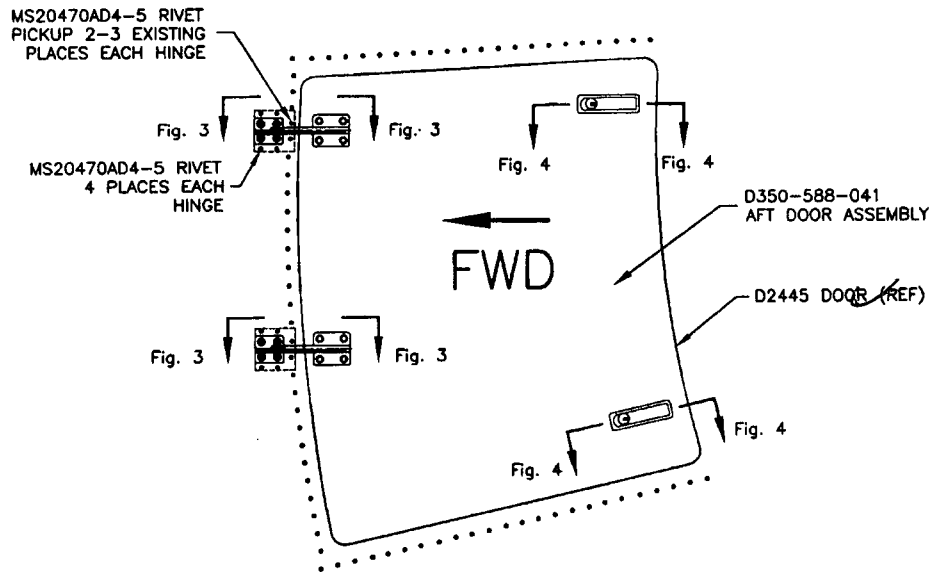 MS20470AD4-5 RIVET
PICKUP 2-3 EXISTING
PLACES EACH HINGE
Fig. 3
Fig. 3
Fig. 4
Fig. 4
MS20470AD4-5 RIVET
4 PLACES EACH
HINGE
D350-588-041
AFT DOOR ASSEMBLY
FWD
D2445 DOOR (REF)
Fig. 3
Fig. 3
Fig. 4
Fig. 4